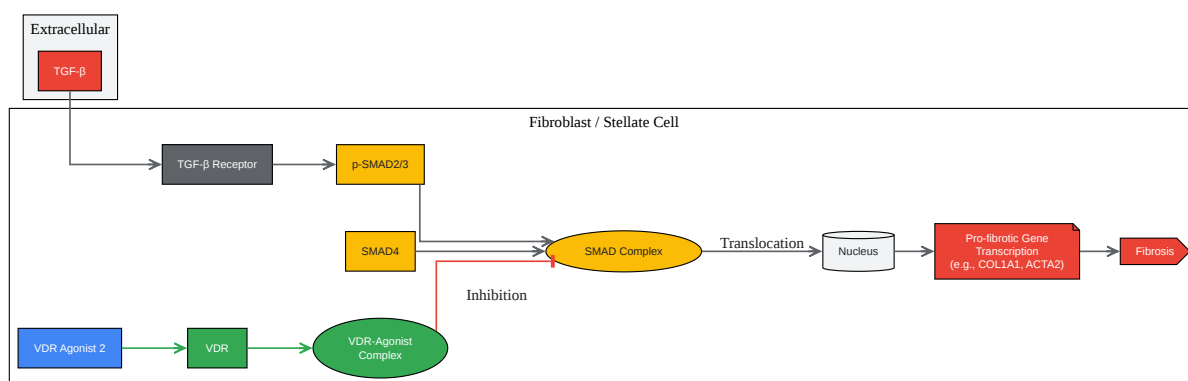 Extracellular
TGF-β
Fibroblast / Stellate Cell
TGF-β Receptor
p-SMAD2/3
SMAD4
SMAD Complex
Translocation
Nucleus
Pro-fibrotic Gene
Transcription
(e.g., COL1A1, ACTA2)
Fibrosis
Inhibition
VDR Agonist 2
VDR
VDR-Agonist
Complex